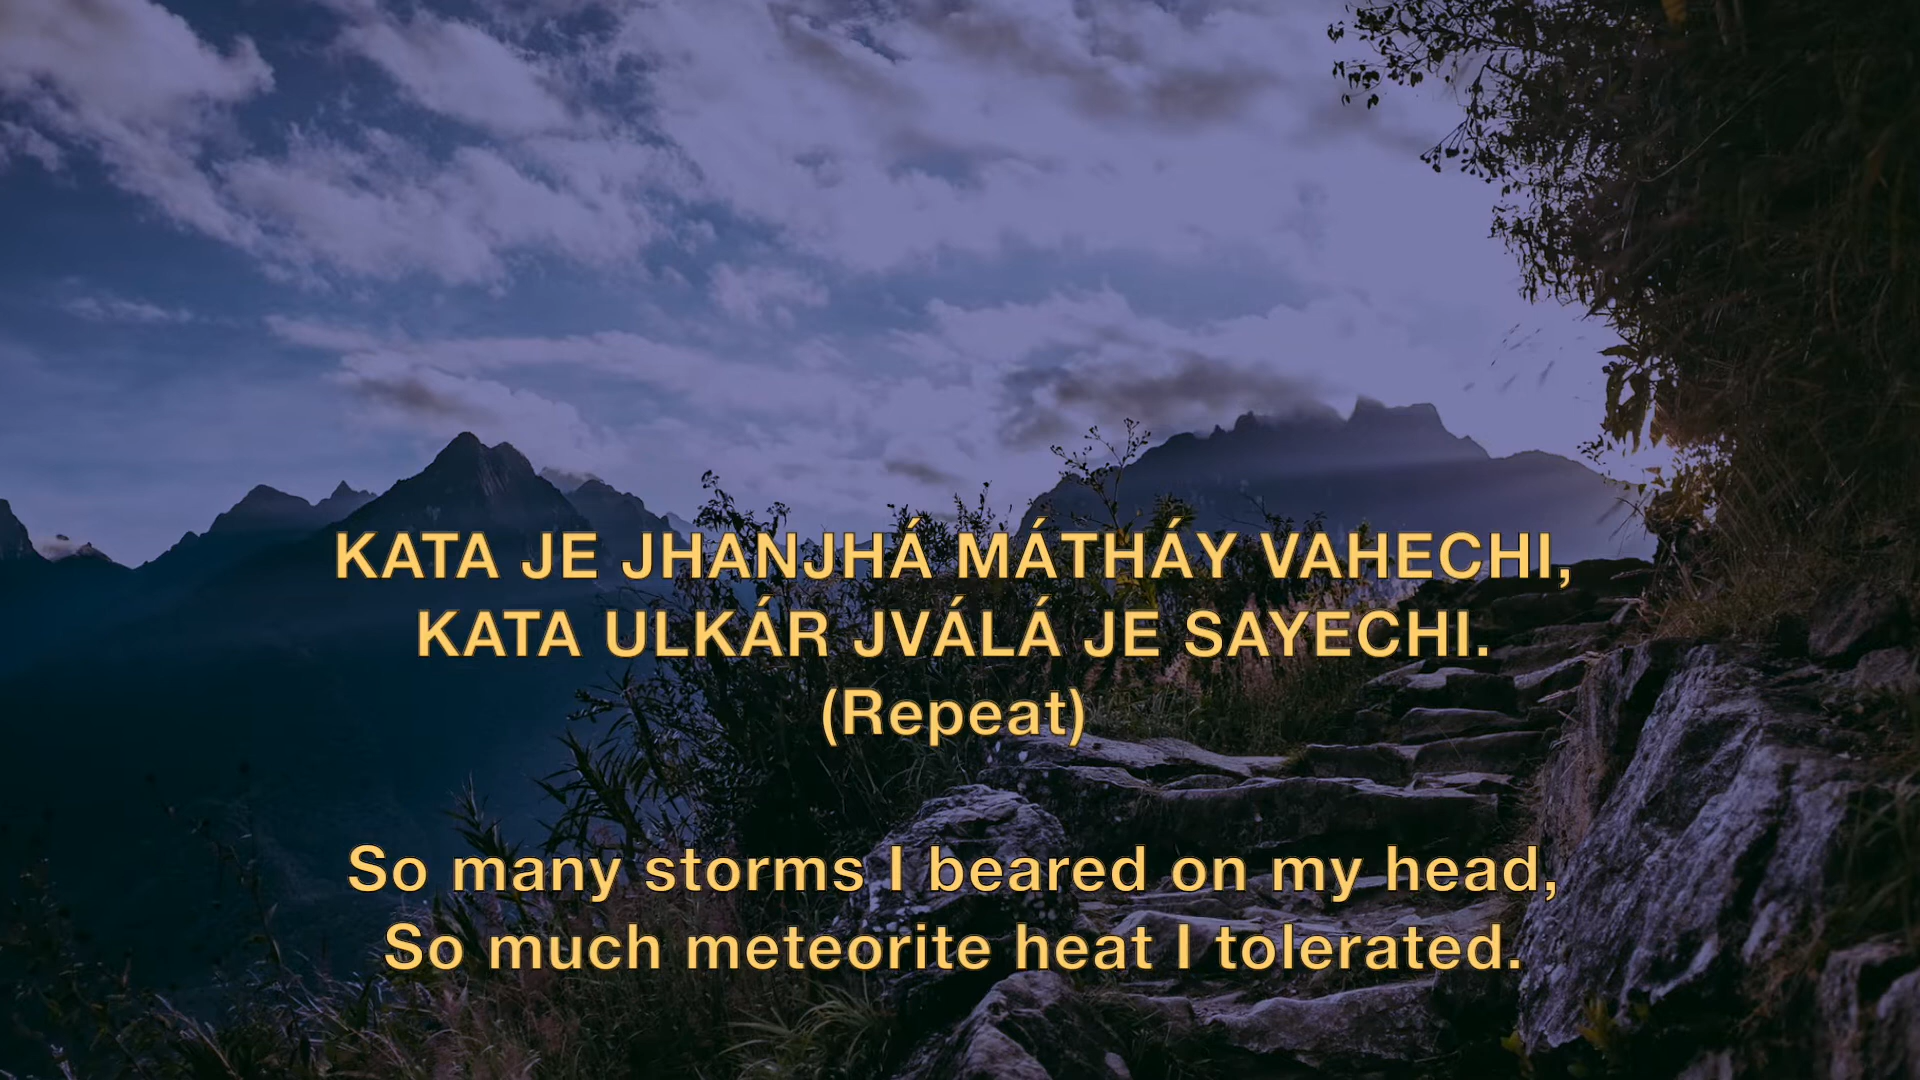 KATA JE JHANJHÁ MÁTHÁY VAHECHI,
KATA ULKÁR JVÁLÁ JE SAYECHI.
(Repeat)
So many storms I beared on my head,
So much meteorite heat I tolerated.